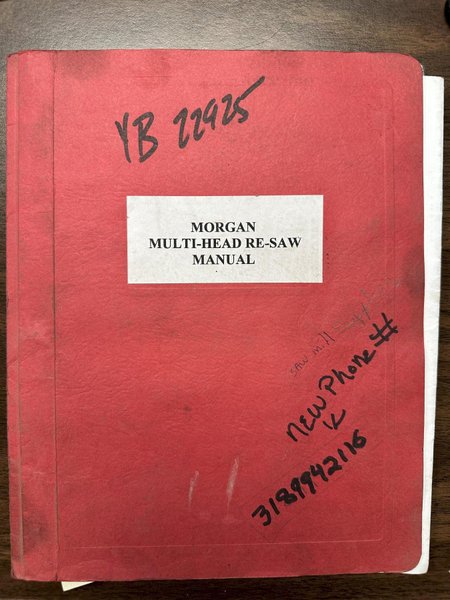 YB 22925
MORGAN
MULTI-HEAD RE-SAW
MANUAL
saw mill
NEW Phone #
3189942116